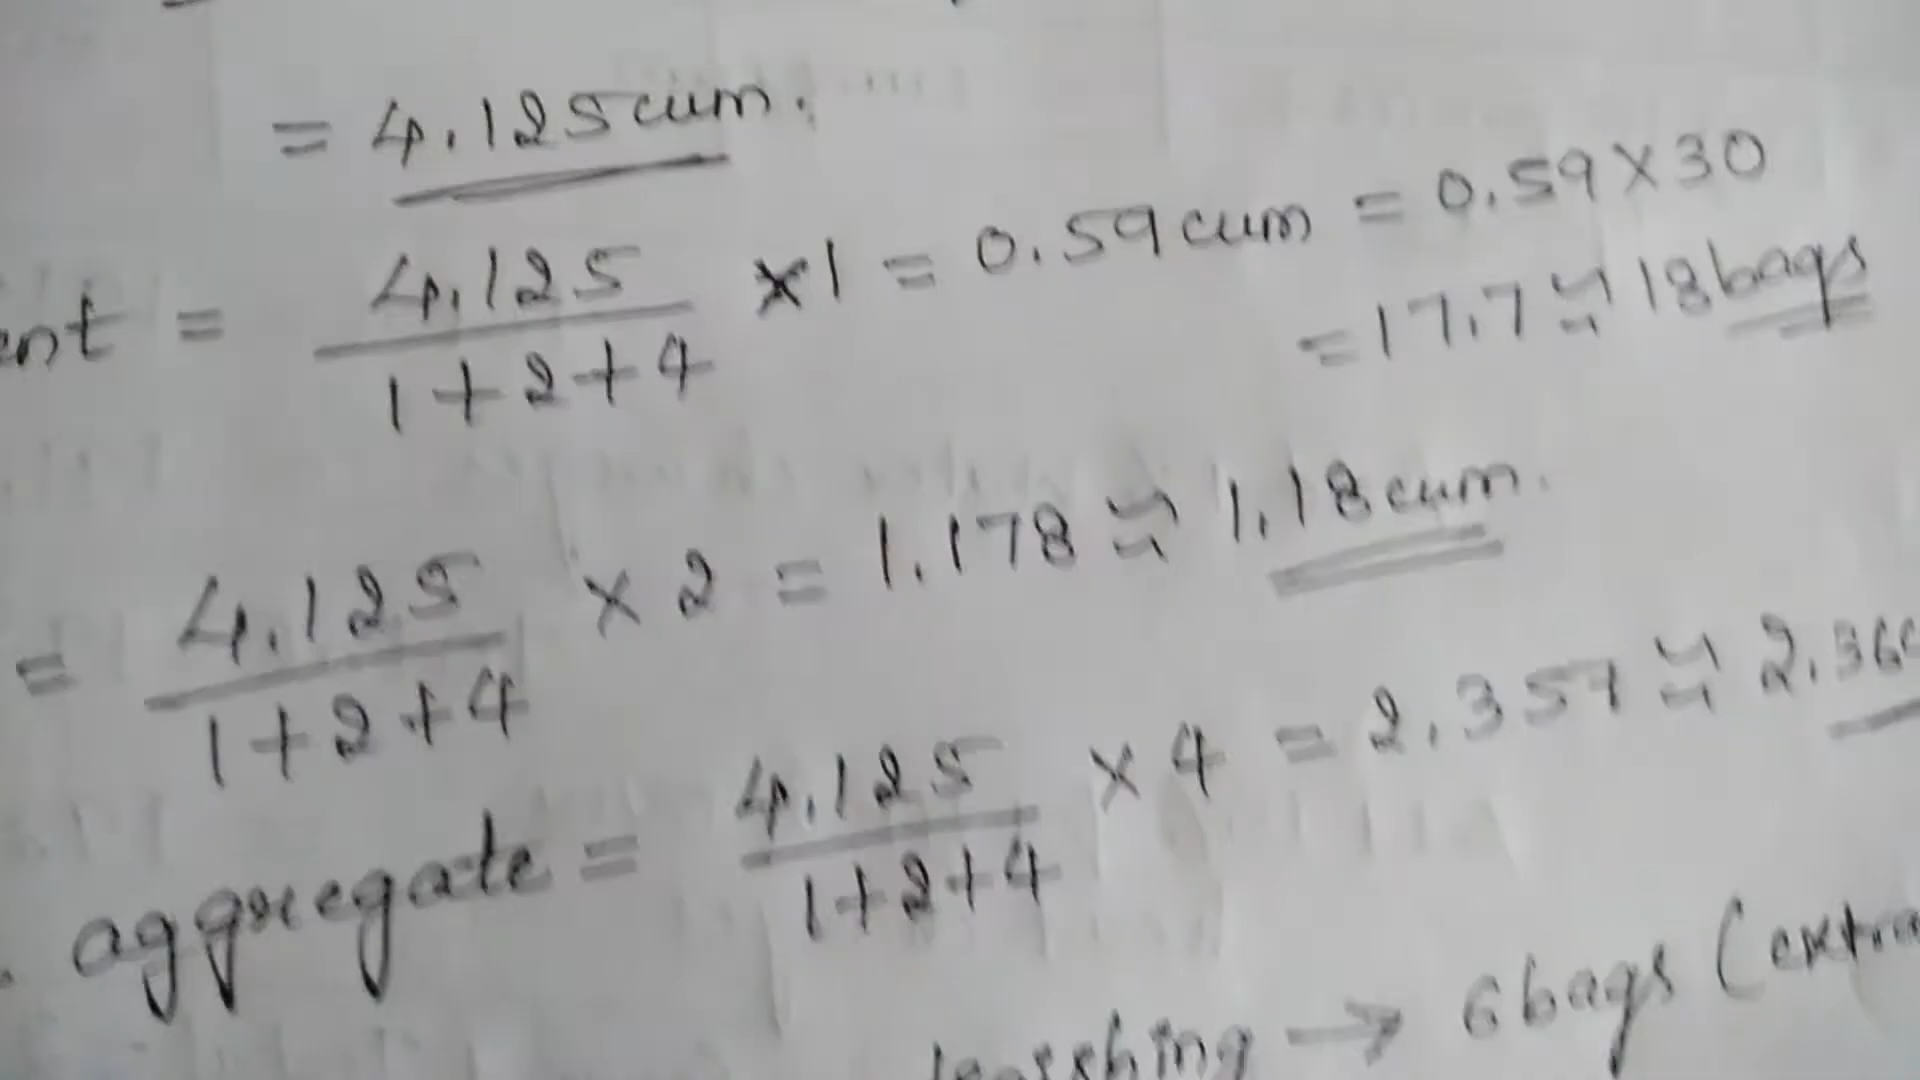 = 4.125 cum.
ent = 4.125 / 1+2+4 ×1 = 0.59 cum = 0.59 × 30
= 17.7 ≈ 18 bags
= 4.125 / 1+2+4 × 2 = 1.178 ≈ 1.18 cum.
aggregate = 4.125 / 1+2+4 × 4 = 2.357 ≈ 2.36
→ 6 bags (extra